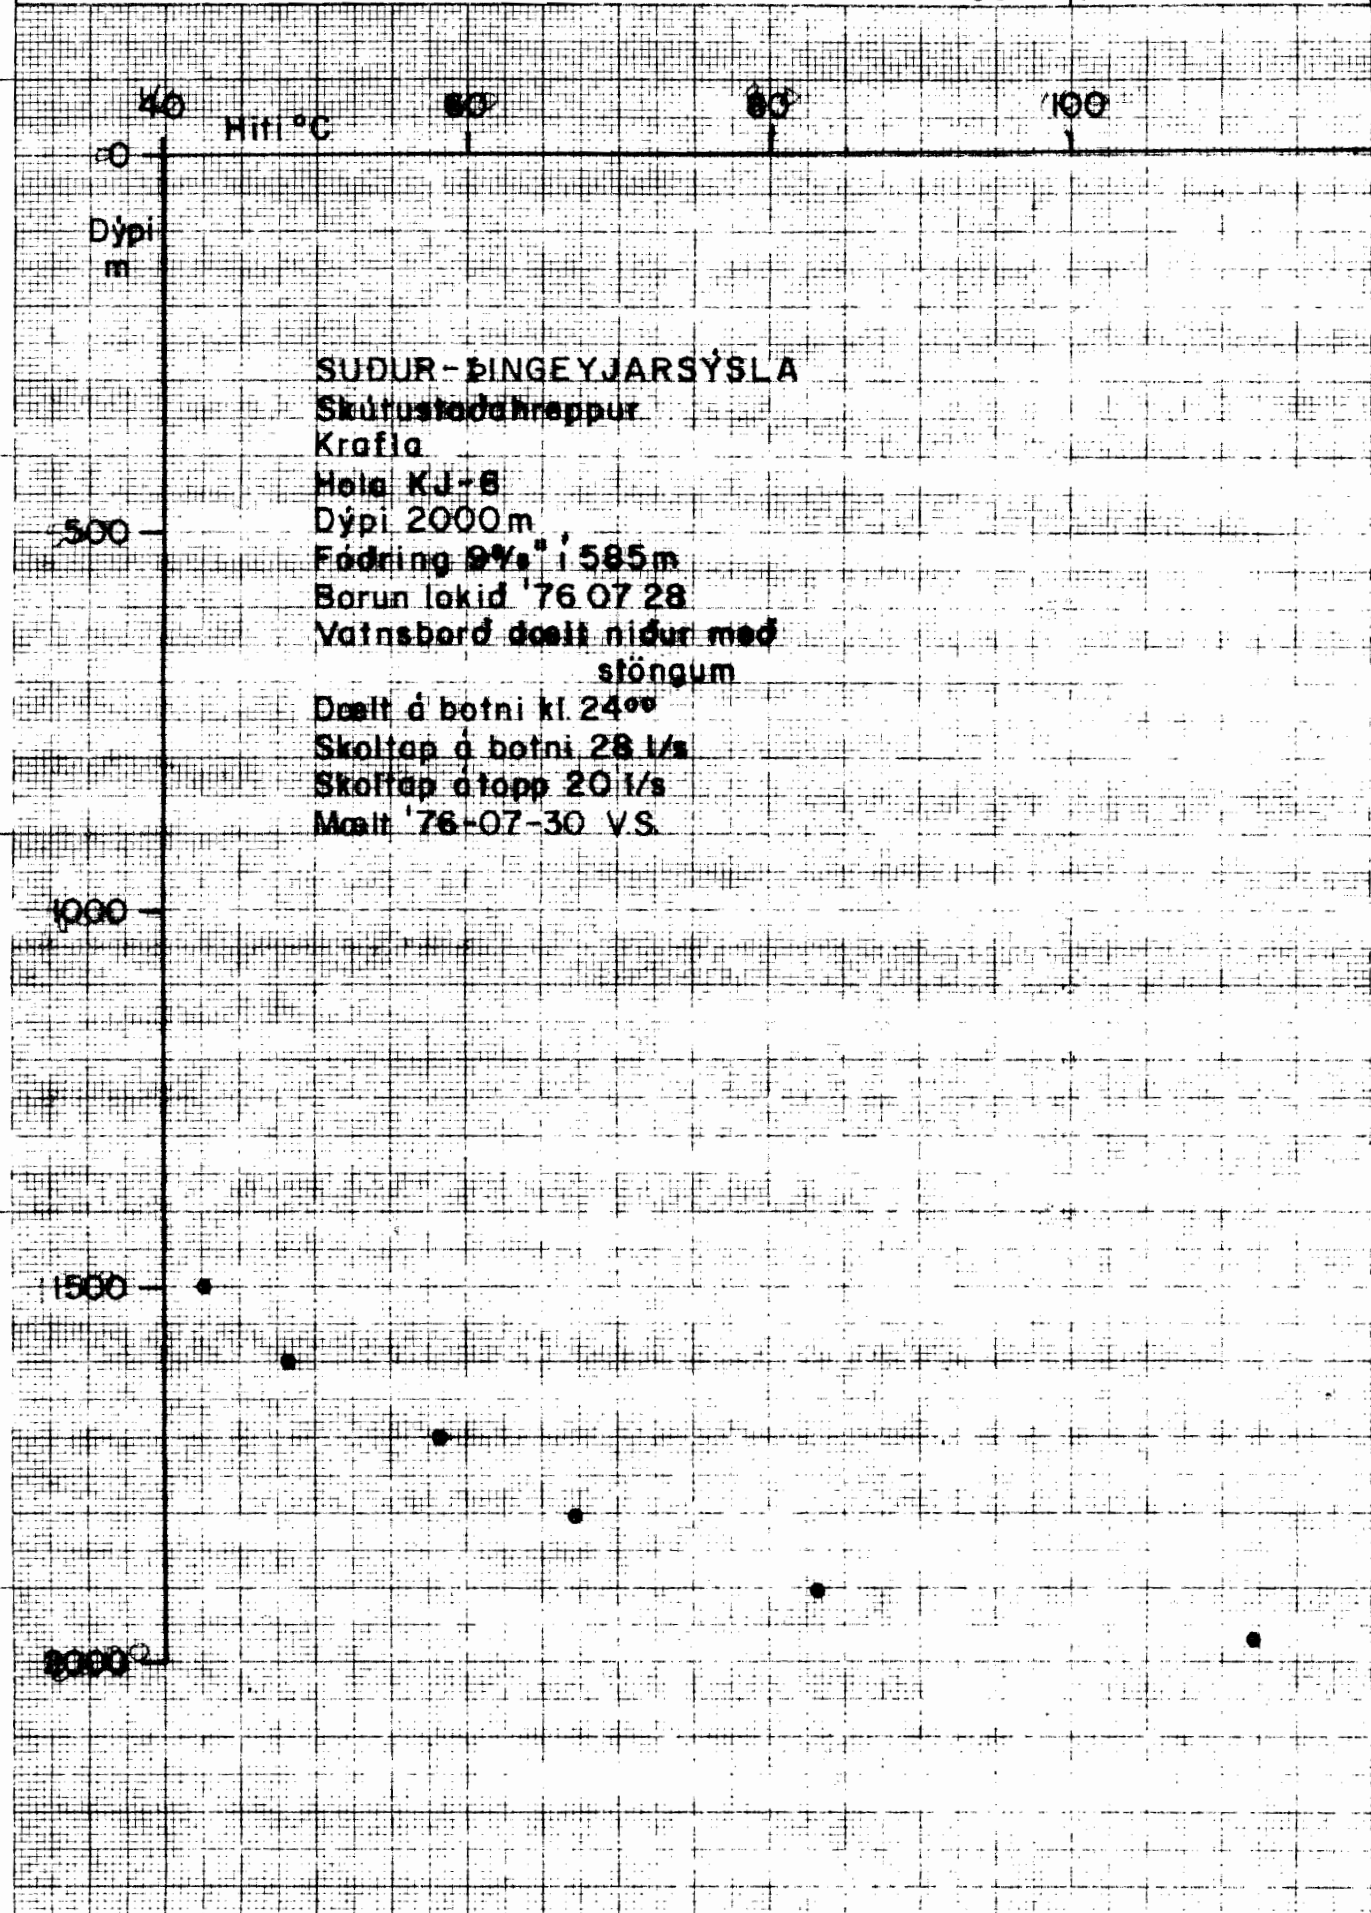 40 60 80 100
Hiti °C
0
Dýpi
m
SUÐUR-ÞINGEYJARSÝSLA
Skútustaðahreppur
Krafla
Hola KJ-6
Dýpi 2000m
500
Fóðring 9⅝" í 585m
Borun lokið '76 07 28
Vatnsborð dælt niður með
stöngum
Dælt á botni kl. 24⁰⁰
Skoltap á botni 28 l/s
Skoltap á topp 20 l/s
Mælt '76-07-30 VS.
1000
1500
2000